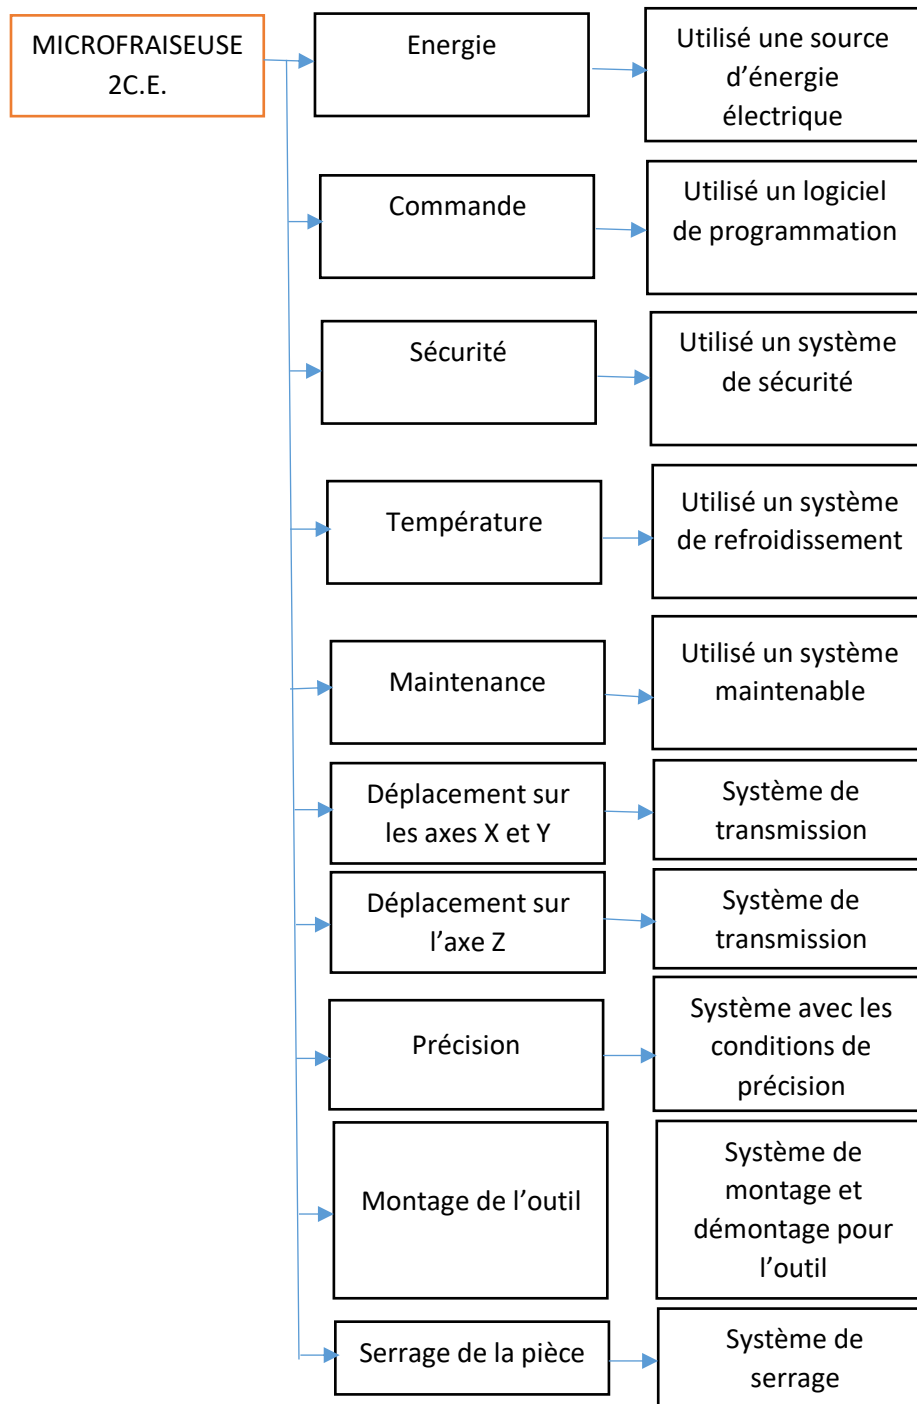 MICROFRAISEUSE
2C.E.
Energie
Utilisé une source
d’énergie
électrique
Commande
Utilisé un logiciel
de programmation
Sécurité
Utilisé un système
de sécurité
Température
Utilisé un système
de refroidissement
Maintenance
Utilisé un système
maintenable
Déplacement sur
les axes X et Y
Système de
transmission
Déplacement sur
l’axe Z
Système de
transmission
Précision
Système avec les
conditions de
précision
Montage de l’outil
Système de
montage et
démontage pour
l’outil
Serrage de la pièce
Système de
serrage